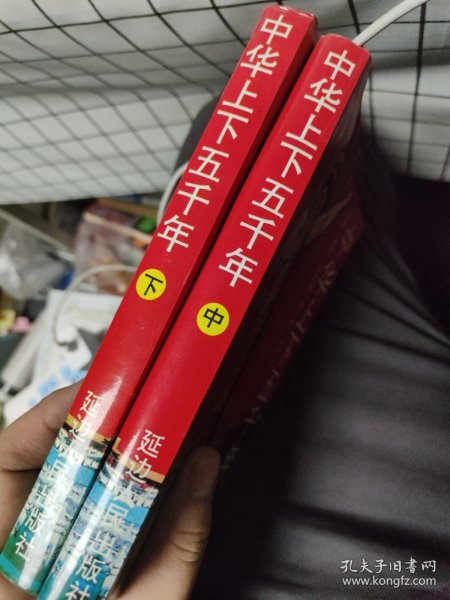 中华上下五千年
下
延边人民出版社
中华上下五千年
中
延边人民出版社
孔夫子旧书网
www.kongfz.com